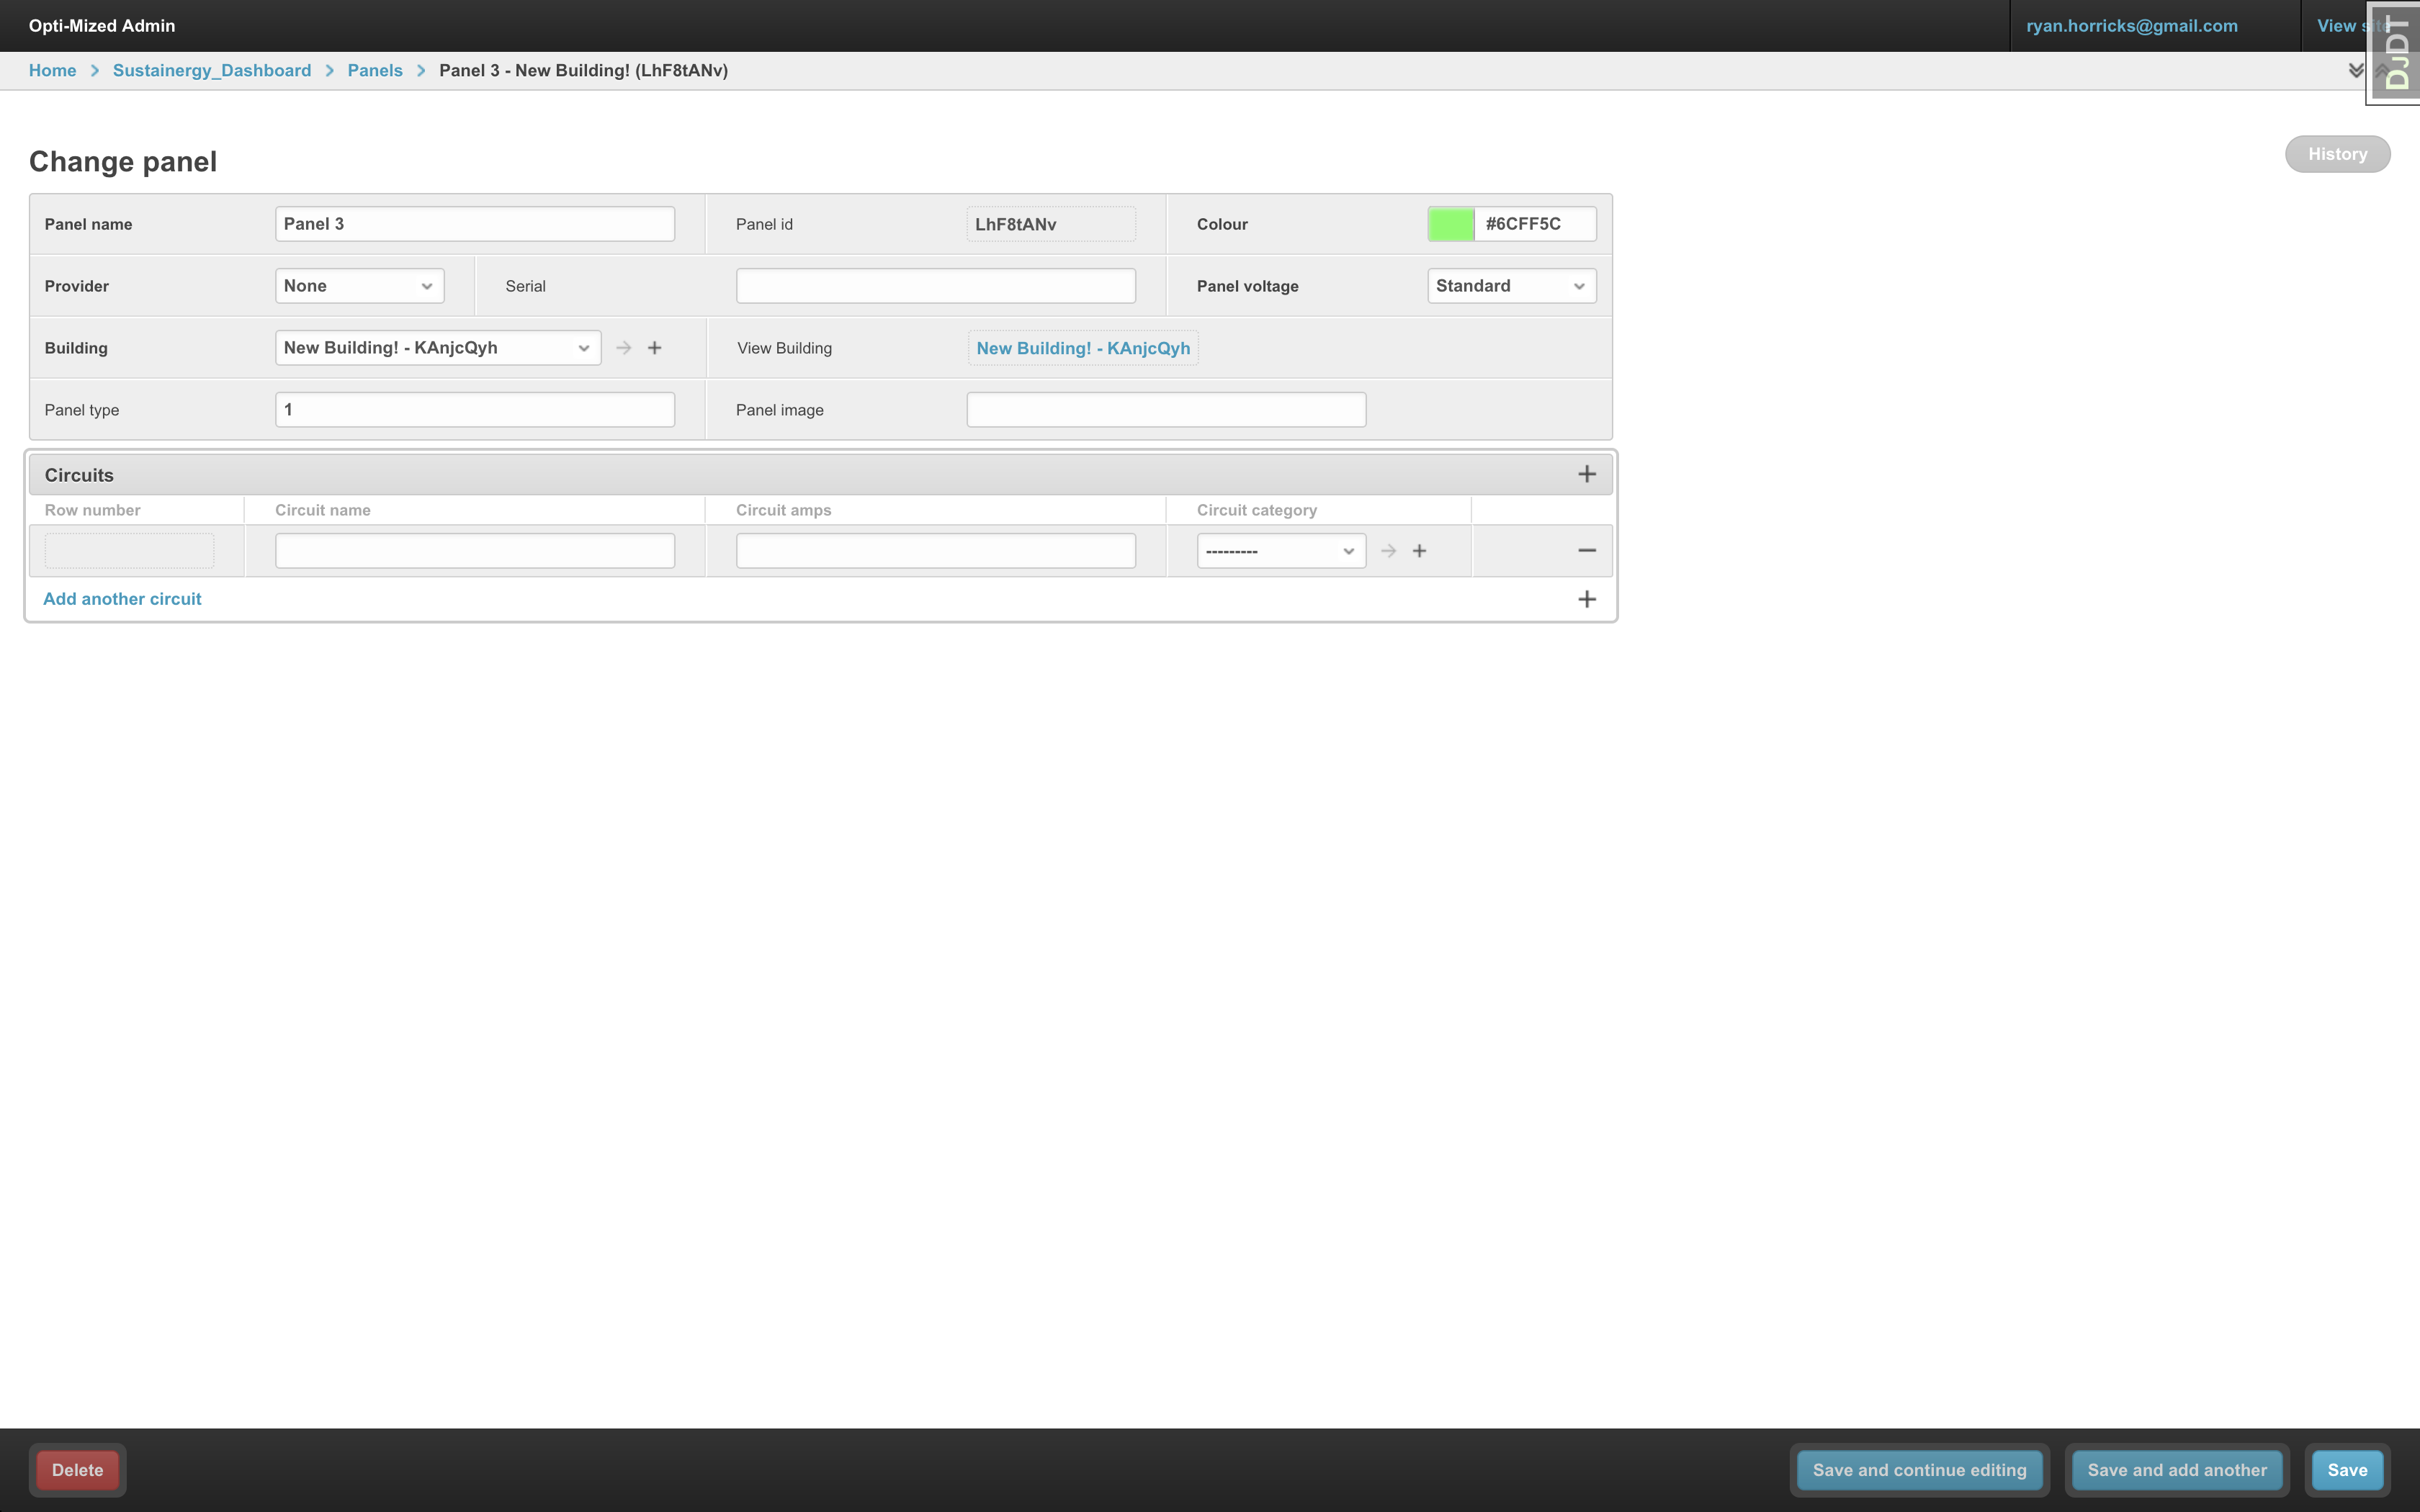 Opti-Mized Admin
ryan.horricks@gmail.com
View site
DJDT
Home
Sustainergy_Dashboard
Panels
Panel 3 - New Building! (LhF8tANv)
Change panel
History
Panel name
Panel 3
Panel id
LhF8tANv
Colour
#6CFF5C
Provider
None
Serial
Panel voltage
Standard
Building
New Building! - KAnjcQyh
View Building
New Building! - KAnjcQyh
Panel type
1
Panel image
Circuits
Row number
Circuit name
Circuit amps
Circuit category
---------
Add another circuit
Delete
Save and continue editing
Save and add another
Save